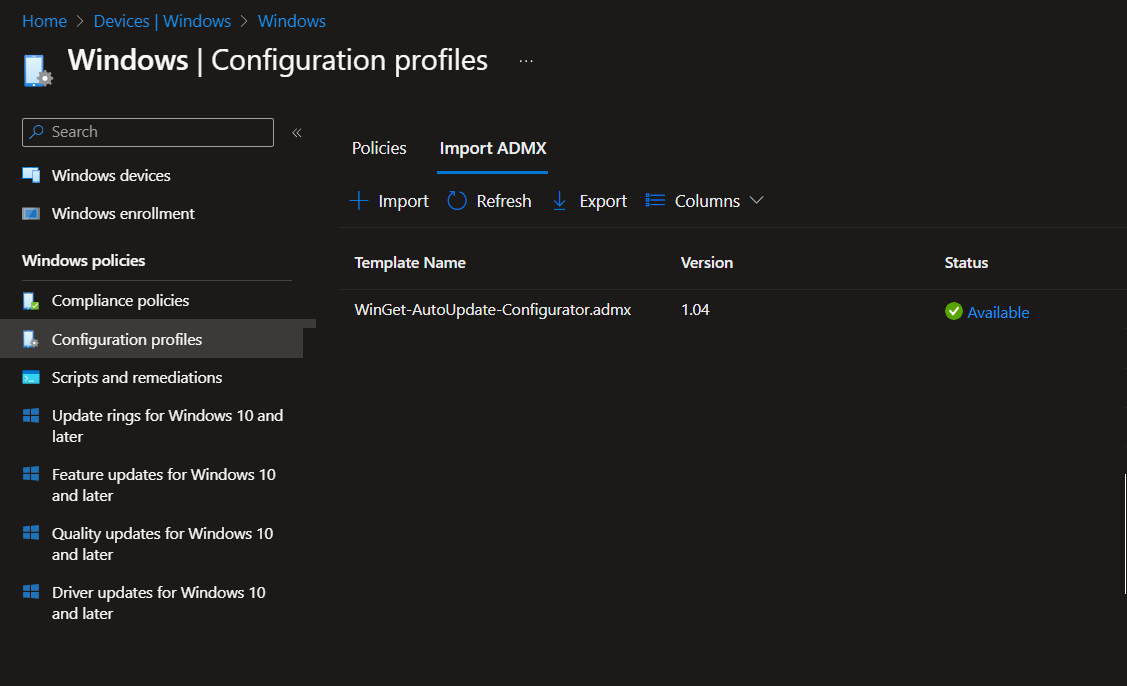 Home > Devices | Windows > Windows
Windows | Configuration profiles ...
Search
«
Windows devices
Windows enrollment
Windows policies
Compliance policies
Configuration profiles
Scripts and remediations
Update rings for Windows 10 and
later
Feature updates for Windows 10
and later
Quality updates for Windows 10
and later
Driver updates for Windows 10
and later
Policies Import ADMX
Import Refresh Export Columns
Template Name Version Status
WinGet-AutoUpdate-Configurator.admx 1.04 Available